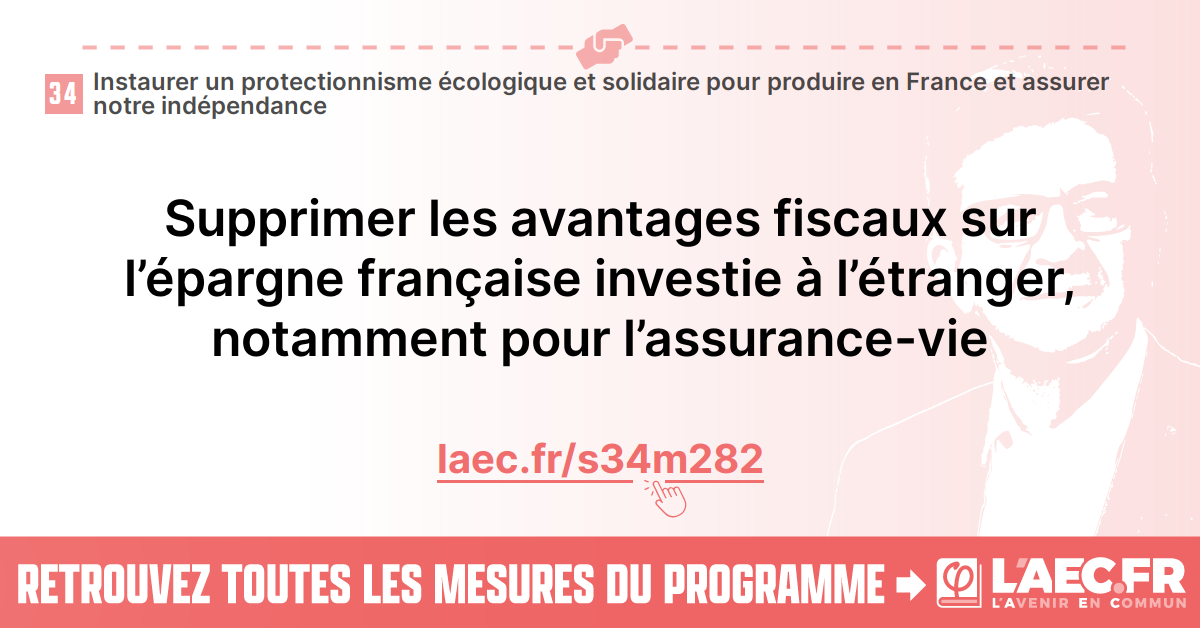 34
Instaurer un protectionnisme écologique et solidaire pour produire en France et assurer
notre indépendance
Supprimer les avantages fiscaux sur
l’épargne française investie à l’étranger,
notamment pour l’assurance-vie
laec.fr/s34m282
RETROUVEZ TOUTES LES MESURES DU PROGRAMME
L'AEC.FR
L'AVENIR EN COMMUN